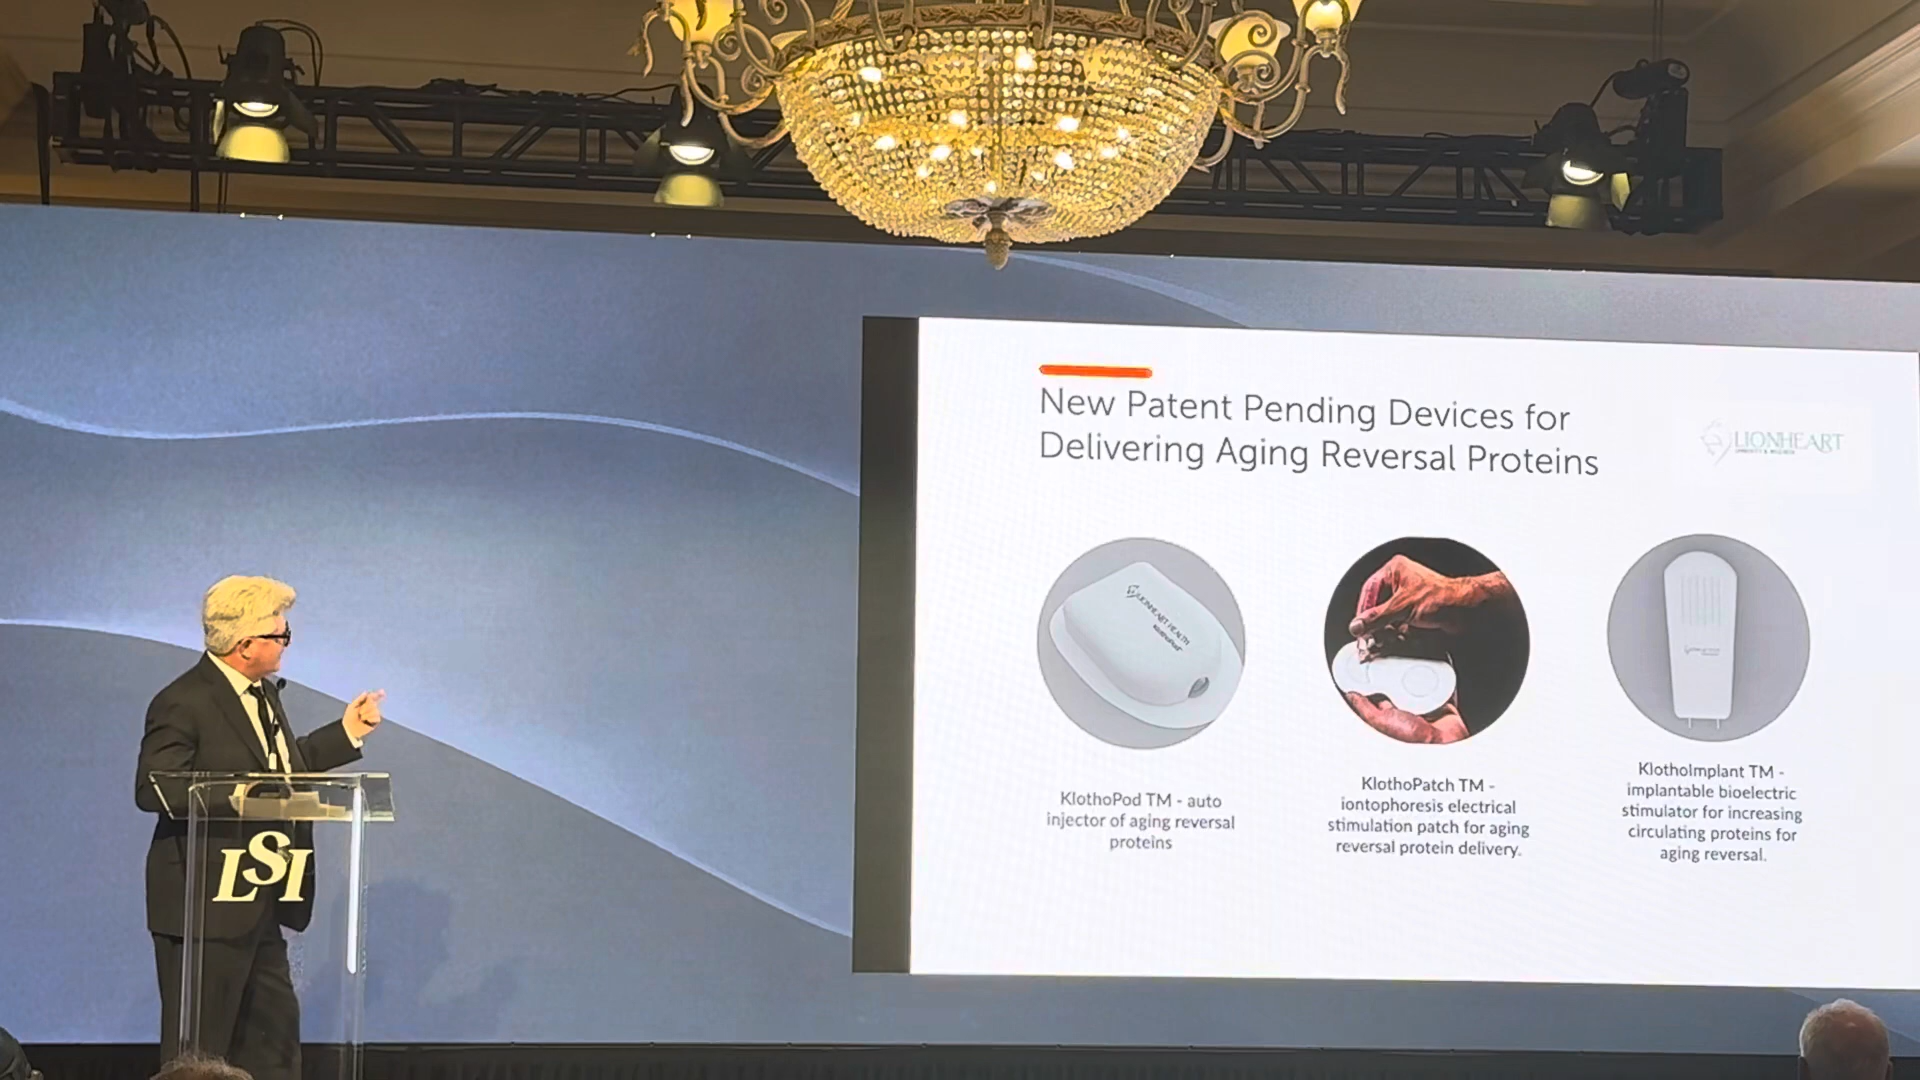 New Patent Pending Devices for
Delivering Aging Reversal Proteins
LIONHEART
LIONHEART HEALTH
KlothoPod TM - auto
injector of aging reversal
proteins
KlothoPatch TM -
iontophoresis electrical
stimulation patch for aging
reversal protein delivery.
KlothoImplant TM -
implantable bioelectric
stimulator for increasing
circulating proteins for
aging reversal.
LSI